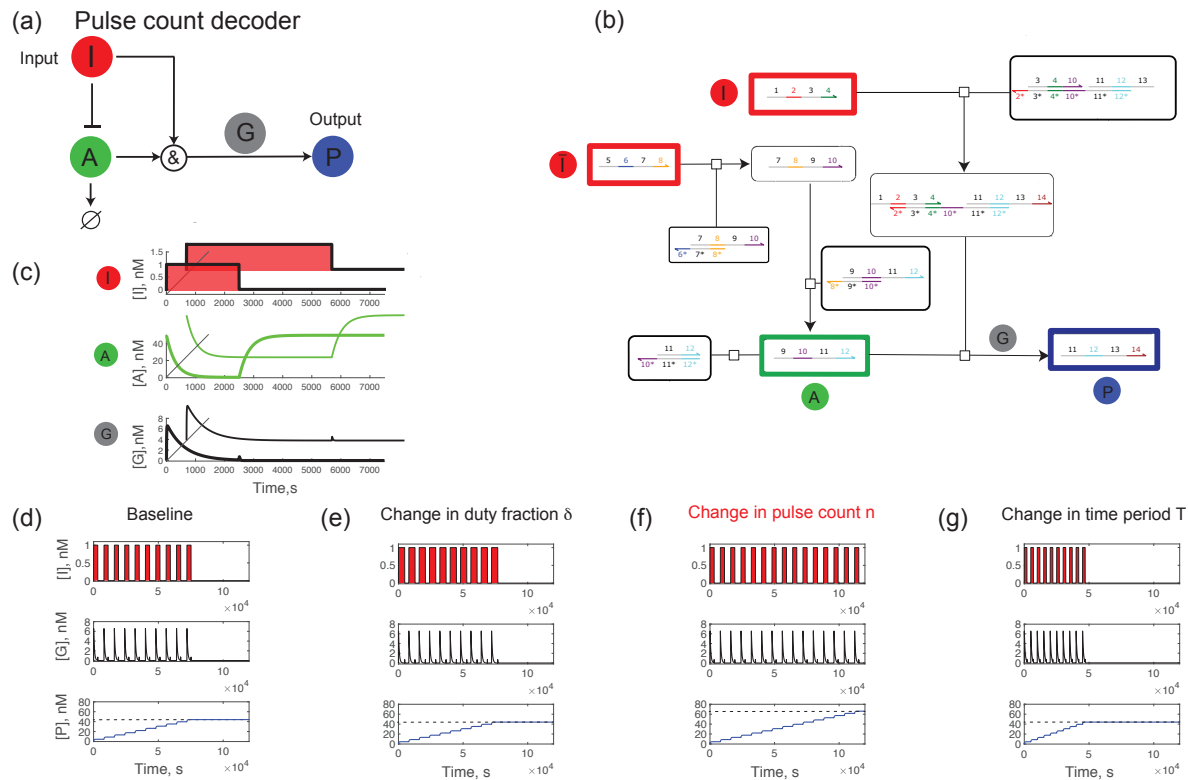 (a) Pulse count decoder
Input
I
A
&
G
Output
P
∅
(b)
I
1 2 3 4
3 4 10 11 12 13
2* 3* 4* 10* 11* 12*
Ī
5 6 7 8
7 8 9 10
7 8 9 10
6* 7* 8*
1 2 3 4 11 12 13 14
2* 3* 4* 10* 11* 12*
9 10 11 12
8* 9* 10*
11 12
10* 11* 12*
9 10 11 12
A
G
11 12 13 14
P
(c)
I
[I], nM
1.5
1
0.5
0
0 1000 2000 3000 4000 5000 6000 7000
A
[A], nM
40
20
0
0 1000 2000 3000 4000 5000 6000 7000
G
[G], nM
8
6
4
2
0
0 1000 2000 3000 4000 5000 6000 7000
Time,s
(d) Baseline
[I], nM
1
0.5
0
0 5 10
×10⁴
[G], nM
8
6
4
2
0
0 5 10
×10⁴
[P], nM
80
60
40
20
0
0 5 10
Time, s ×10⁴
(e) Change in duty fraction δ
1
0.5
0
0 5 10
×10⁴
8
6
4
2
0
0 5 10
×10⁴
80
60
40
20
0
0 5 10
Time, s ×10⁴
(f) Change in pulse count n
1
0.5
0
0 5 10
×10⁴
8
6
4
2
0
0 5 10
×10⁴
80
60
40
20
0
0 5 10
Time, s ×10⁴
(g) Change in time period T
1
0.5
0
0 5 10
×10⁴
8
6
4
2
0
0 5 10
×10⁴
80
60
40
20
0
0 5 10
Time, s ×10⁴